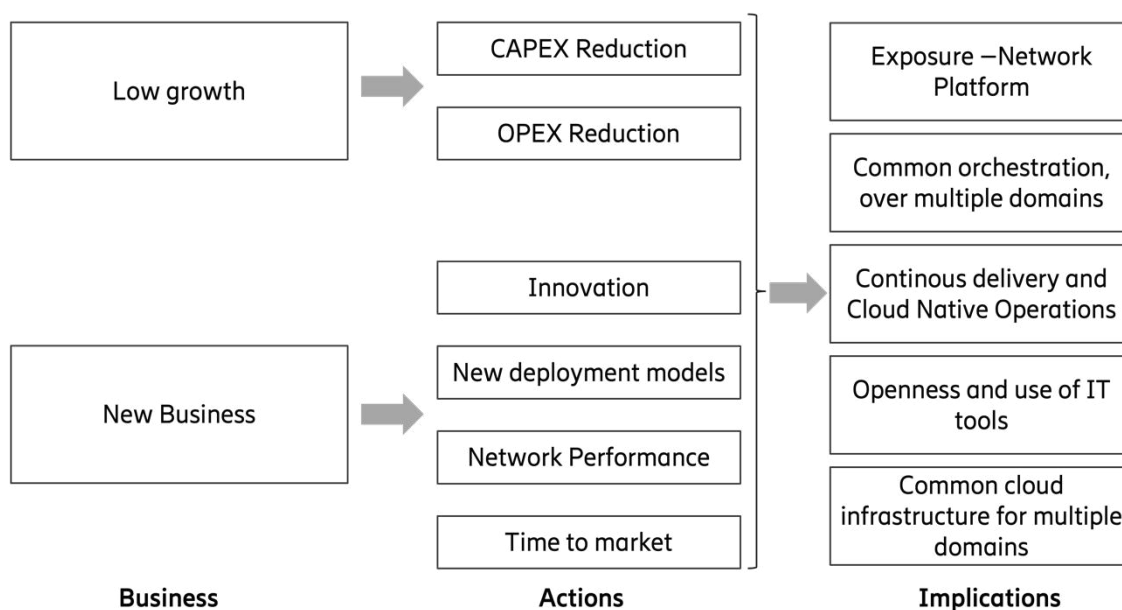 Low growth
CAPEX Reduction
OPEX Reduction
Exposure –Network
Platform
Common orchestration,
over multiple domains
New Business
Innovation
New deployment models
Network Performance
Time to market
Continous delivery and
Cloud Native Operations
Openness and use of IT
tools
Common cloud
infrastructure for multiple
domains
Business
Actions
Implications